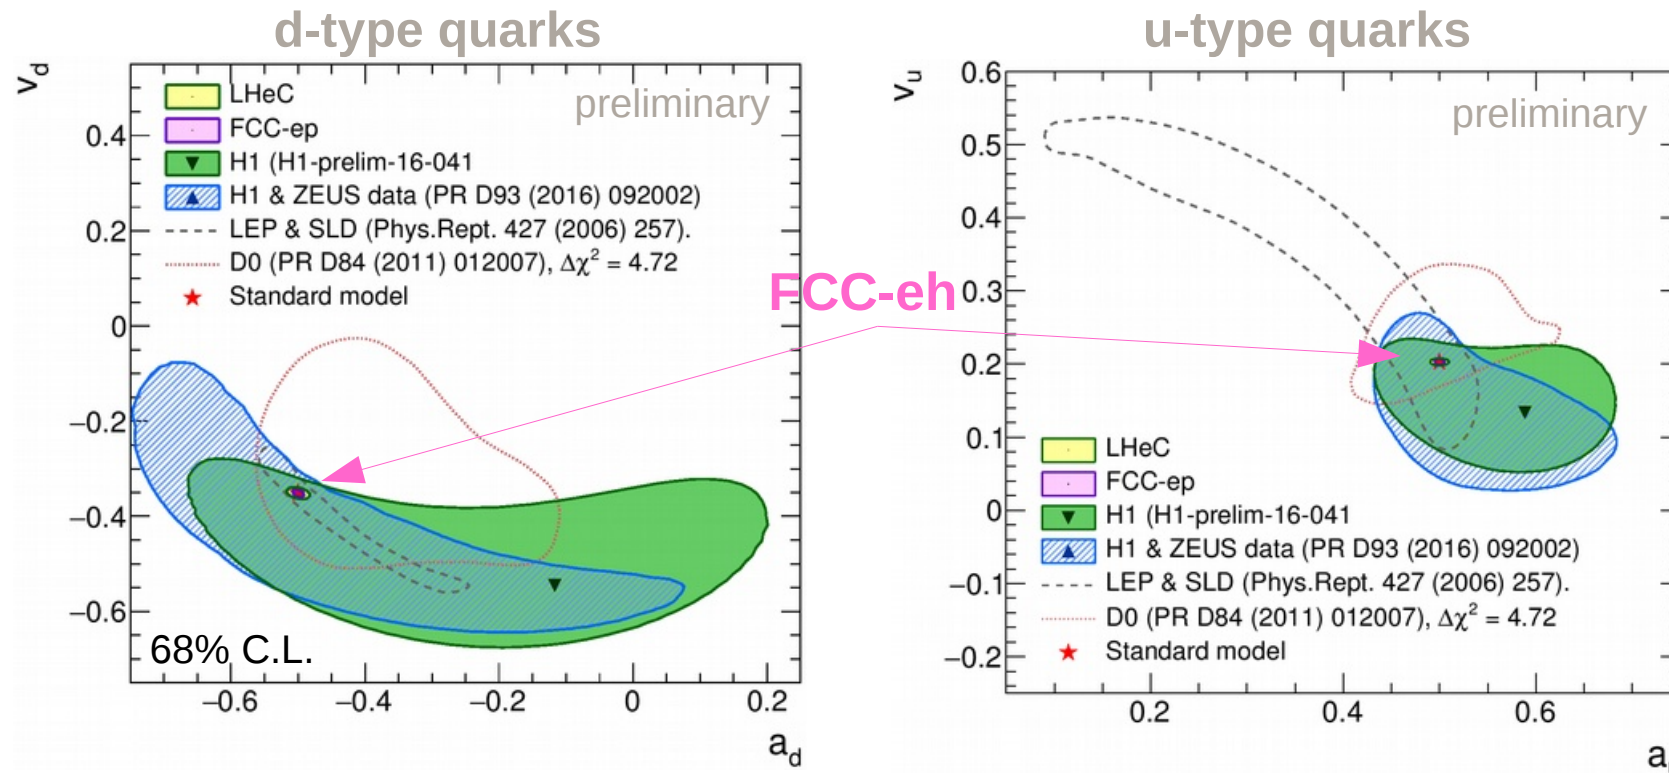 d-type quarks
v_d
LHeC
preliminary
FCC-ep
H1 (H1-prelim-16-041
H1 & ZEUS data (PR D93 (2016) 092002)
LEP & SLD (Phys.Rept. 427 (2006) 257).
D0 (PR D84 (2011) 012007), Δχ² = 4.72
Standard model
0.4
0.2
0
−0.2
−0.4
−0.6
68% C.L.
−0.6 −0.4 −0.2 0 0.2
a_d
FCC-eh
u-type quarks
v_u
preliminary
0.6
0.5
0.4
0.3
0.2
0.1
0
−0.1
−0.2
LHeC
FCC-ep
H1 (H1-prelim-16-041
H1 & ZEUS data (PR D93 (2016) 092002)
LEP & SLD (Phys.Rept. 427 (2006) 257).
D0 (PR D84 (2011) 012007), Δχ² = 4.72
Standard model
0.2 0.4 0.6
a